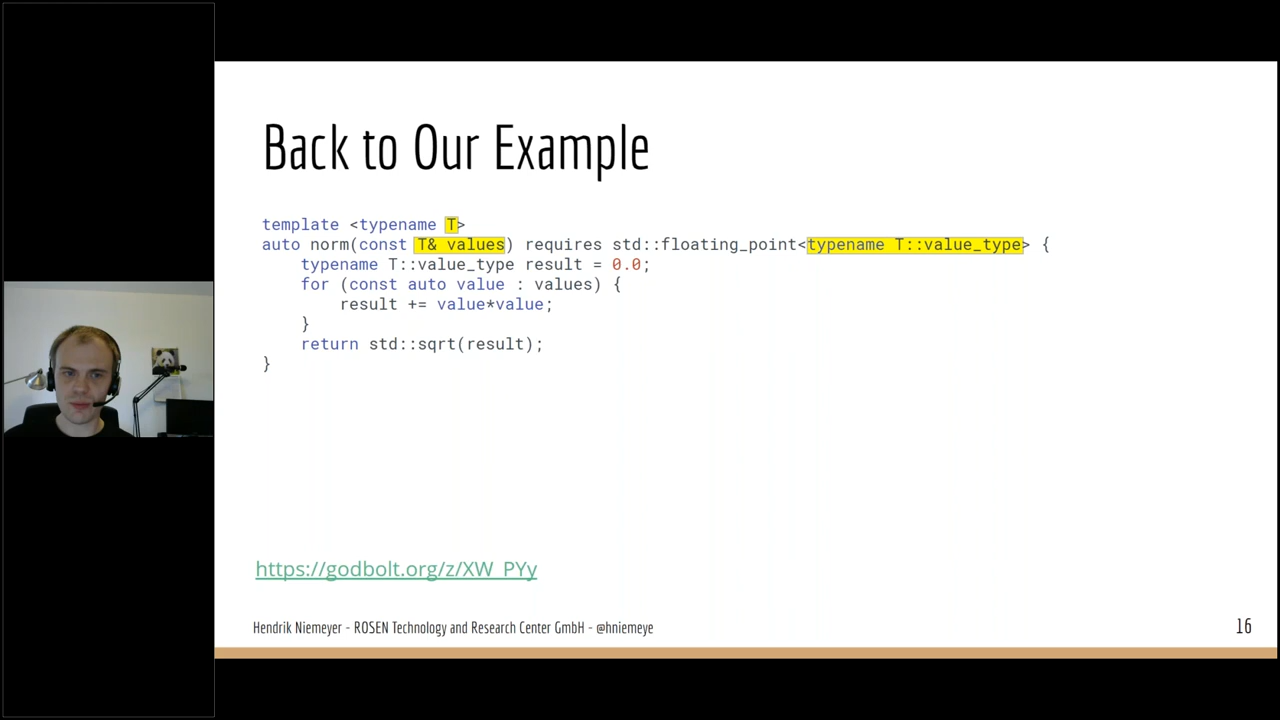 Back to Our Example
template <typename T>
auto norm(const T& values) requires std::floating_point<typename T::value_type> {
    typename T::value_type result = 0.0;
    for (const auto value : values) {
        result += value*value;
    }
    return std::sqrt(result);
}
https://godbolt.org/z/XW_PYy
Hendrik Niemeyer - ROSEN Technology and Research Center GmbH - @hniemeye
16